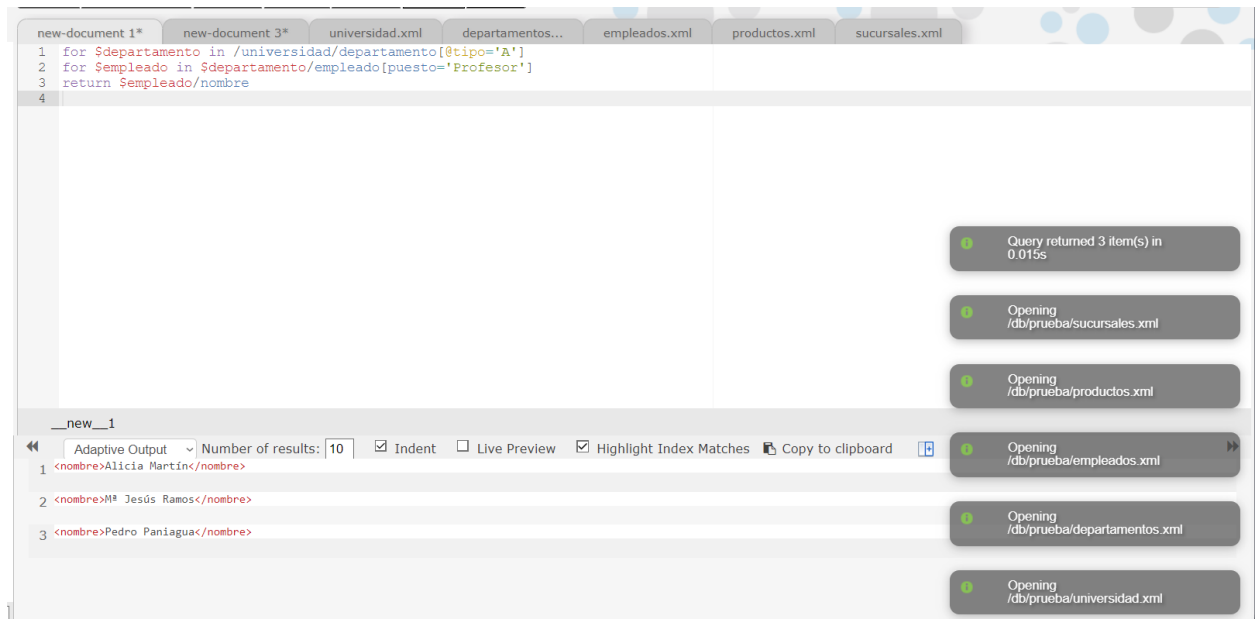 new-document 1* new-document 3* universidad.xml departamentos... empleados.xml productos.xml sucursales.xml
1 for $departamento in /universidad/departamento[@tipo='A']
2 for $empleado in $departamento/empleado[puesto='Profesor']
3 return $empleado/nombre
4
Query returned 3 item(s) in
0.015s
Opening
/db/prueba/sucursales.xml
Opening
/db/prueba/productos.xml
__new__1
Adaptive Output Number of results: 10 Indent Live Preview Highlight Index Matches Copy to clipboard
Opening
/db/prueba/empleados.xml
1 <nombre>Alicia Martín</nombre>
2 <nombre>Mª Jesús Ramos</nombre>
3 <nombre>Pedro Paniagua</nombre>
Opening
/db/prueba/departamentos.xml
Opening
/db/prueba/universidad.xml